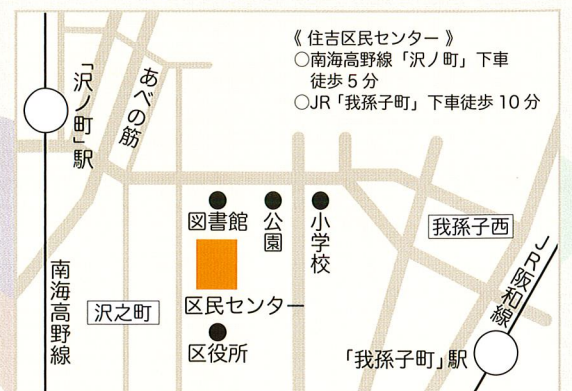 《 住吉区民センター 》
○南海高野線「沢ノ町」下車
徒歩5分
○JR「我孫子町」下車徒歩10分
「沢ノ町」駅
あべの筋
図書館
公園
小学校
我孫子西
JR阪和線
南海高野線
沢之町
区民センター
区役所
「我孫子町」駅